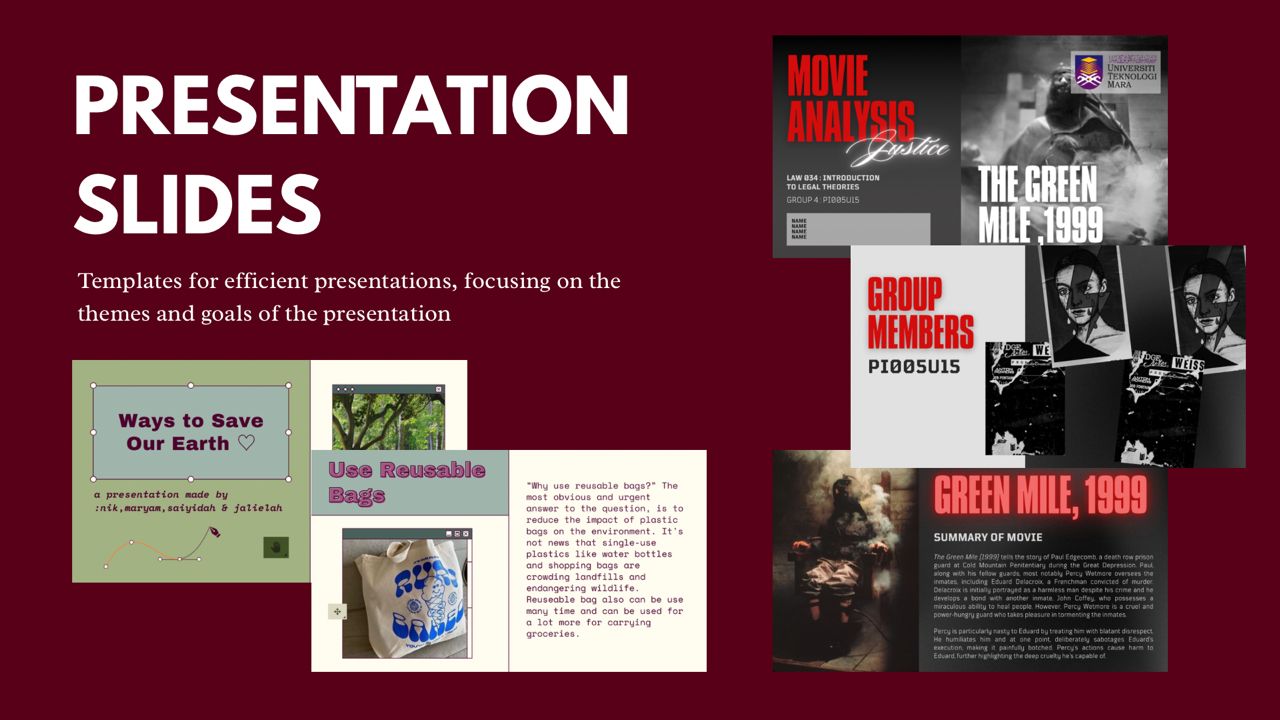 PRESENTATION
SLIDES
Templates for efficient presentations, focusing on the
themes and goals of the presentation
Ways to Save
Our Earth ♡
a presentation made by
:nik,maryam,saiyidah & jalielah
Use Reusable
Bags
"Why use reusable bags?" The
most obvious and urgent
answer to the question, is to
reduce the impact of plastic
bags on the environment. It's
not news that single-use
plastics like water bottles
and shopping bags are
crowding landfills and
endangering wildlife.
Reusable bag also can be use
many time and can be used for
a lot more for carrying
groceries.
MOVIE
ANALYSIS
Justice
LAW 034 : INTRODUCTION
TO LEGAL THEORIES
GROUP 4 : PI005U15
NAME
NAME
NAME
NAME
UNIVERSITI
TEKNOLOGI
MARA
THE GREEN
MILE ,1999
GROUP
MEMBERS
PI005U15
WE
WEISS
GREEN MILE, 1999
SUMMARY OF MOVIE
The Green Mile (1999) tells the story of Paul Edgecomb, a death row prison
guard at Cold Mountain Penitentiary during the Great Depression. Paul
along with his fellow guards, most notably Percy Wetmore oversees the
inmates, including Eduard Delacroix, a Frenchman convicted of murder.
Delacroix is initially portrayed as a harmless man despite his crime and he
develops a bond with another inmate, John Coffey, who possesses a
miraculous ability to heal people. However, Percy Wetmore is a cruel and
power-hungry guard who takes pleasure in tormenting the inmates.
Percy is particularly nasty to Eduard by treating him with blatant disrespect.
He humiliates him and at one point, deliberately sabotages Eduard's
execution, making it painfully botched. Percy's actions cause harm to
Eduard, further highlighting the deep cruelty he's capable of.